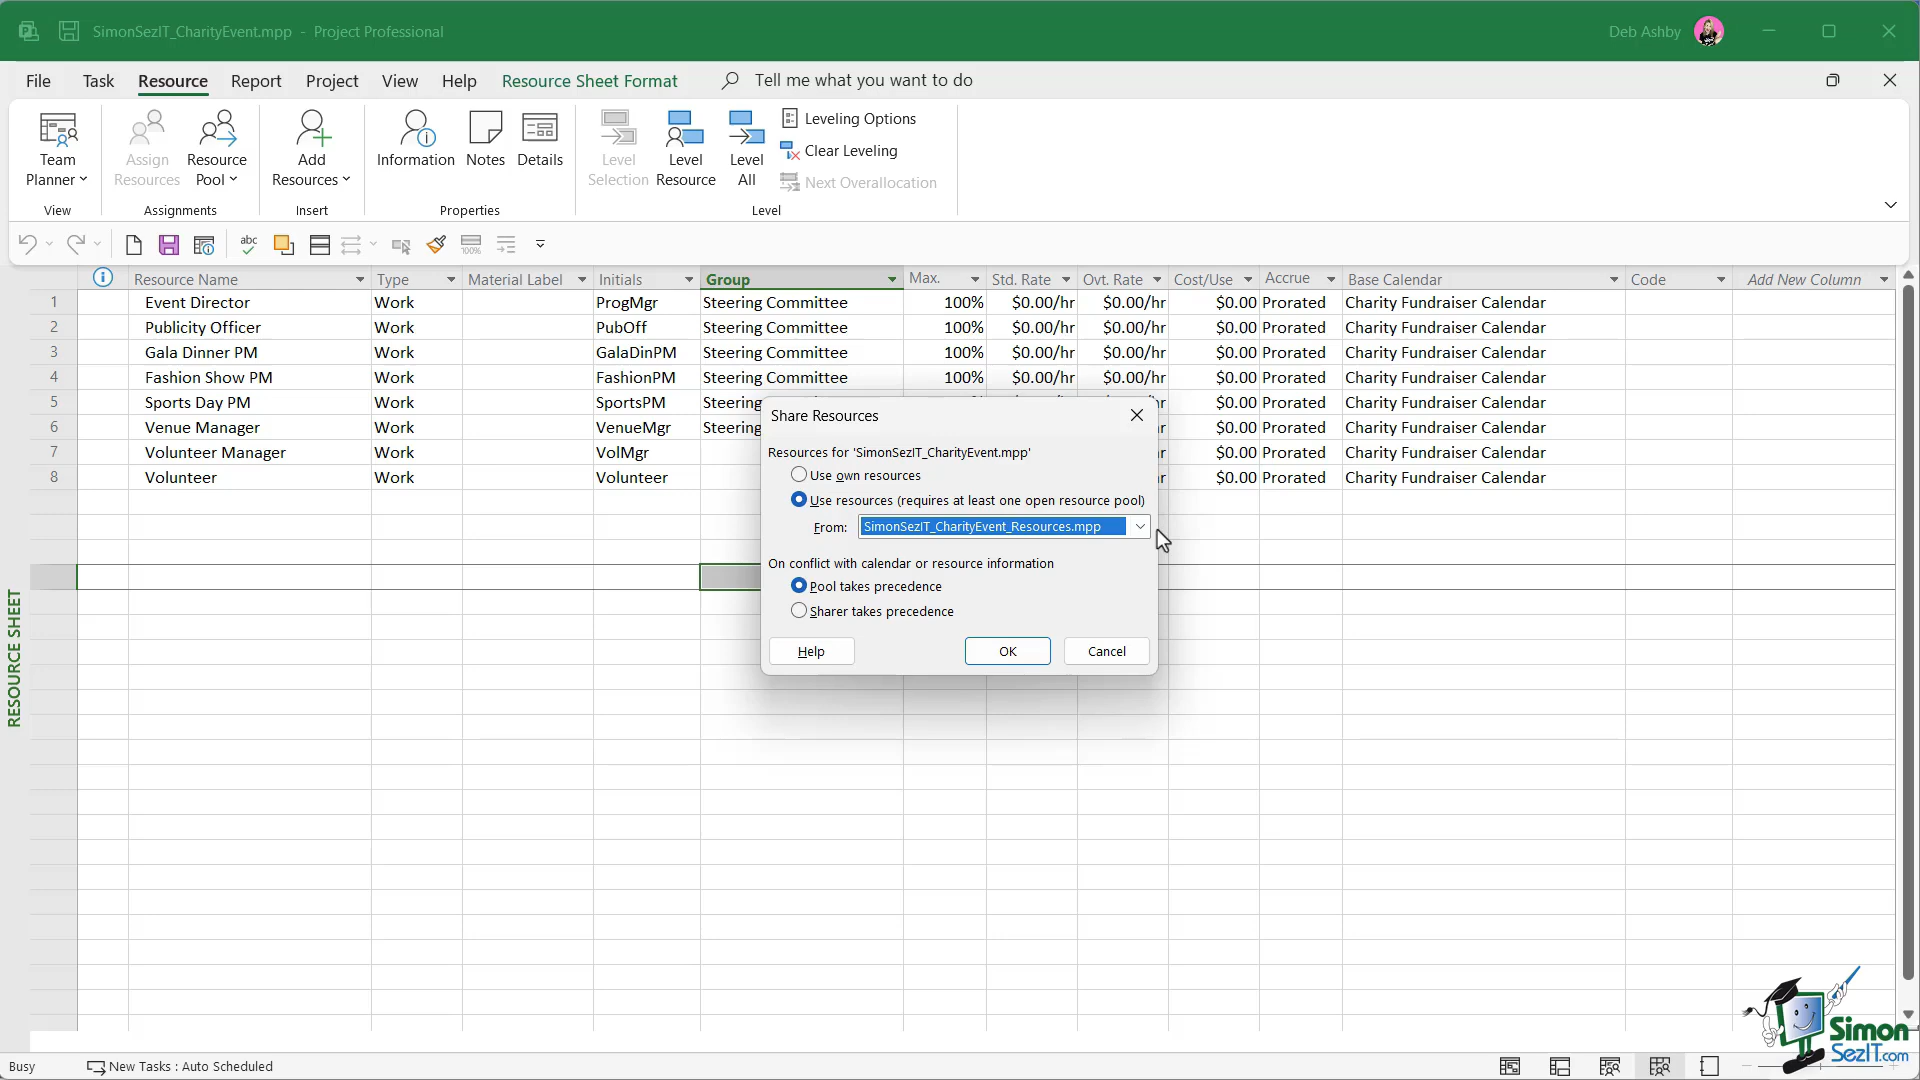 SimonSezIT_CharityEvent.mpp - Project Professional
Deb Ashby
File Task Resource Report Project View Help Resource Sheet Format Tell me what you want to do
Team Planner
Assign Resources
Resource Pool
Add Resources
Information
Notes
Details
Level Selection
Level Resource
Level All
Leveling Options
Clear Leveling
Next Overallocation
View Assignments Insert Properties Level
abc
100%
Resource Name Type Material Label Initials Group Max. Std. Rate Ovt. Rate Cost/Use Accrue Base Calendar Code Add New Column
1 Event Director Work ProgMgr Steering Committee 100% $0.00/hr $0.00/hr $0.00 Prorated Charity Fundraiser Calendar
2 Publicity Officer Work PubOff Steering Committee 100% $0.00/hr $0.00/hr $0.00 Prorated Charity Fundraiser Calendar
3 Gala Dinner PM Work GalaDinPM Steering Committee 100% $0.00/hr $0.00/hr $0.00 Prorated Charity Fundraiser Calendar
4 Fashion Show PM Work FashionPM Steering Committee 100% $0.00/hr $0.00/hr $0.00 Prorated Charity Fundraiser Calendar
5 Sports Day PM Work SportsPM Steering $0.00 Prorated Charity Fundraiser Calendar
6 Venue Manager Work VenueMgr Steering $0.00 Prorated Charity Fundraiser Calendar
7 Volunteer Manager Work VolMgr $0.00 Prorated Charity Fundraiser Calendar
8 Volunteer Work Volunteer $0.00 Prorated Charity Fundraiser Calendar
Share Resources
Resources for 'SimonSezIT_CharityEvent.mpp'
Use own resources
Use resources (requires at least one open resource pool)
From: SimonSezIT_CharityEvent_Resources.mpp
On conflict with calendar or resource information
Pool takes precedence
Sharer takes precedence
Help OK Cancel
RESOURCE SHEET
Busy New Tasks : Auto Scheduled
Simon
SezIT.com